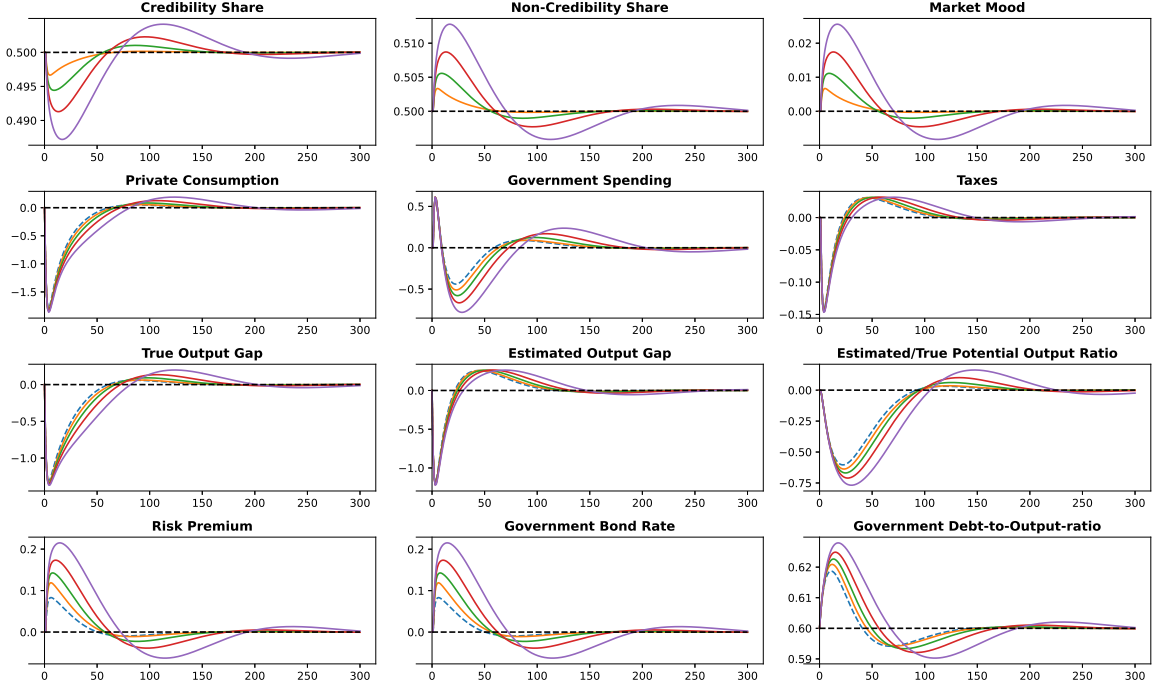 Credibility Share
Non-Credibility Share
Market Mood
0.500
0.495
0.490
0 50 100 150 200 250 300
0.510
0.505
0.500
0 50 100 150 200 250 300
0.02
0.01
0.00
0 50 100 150 200 250 300
Private Consumption
Government Spending
Taxes
0.0
−0.5
−1.0
−1.5
0 50 100 150 200 250 300
0.5
0.0
−0.5
0 50 100 150 200 250 300
0.00
−0.05
−0.10
−0.15
0 50 100 150 200 250 300
True Output Gap
Estimated Output Gap
Estimated/True Potential Output Ratio
0.0
−0.5
−1.0
0 50 100 150 200 250 300
0.0
−0.5
−1.0
0 50 100 150 200 250 300
0.00
−0.25
−0.50
−0.75
0 50 100 150 200 250 300
Risk Premium
Government Bond Rate
Government Debt-to-Output-ratio
0.2
0.1
0.0
0 50 100 150 200 250 300
0.2
0.1
0.0
0 50 100 150 200 250 300
0.62
0.61
0.60
0.59
0 50 100 150 200 250 300